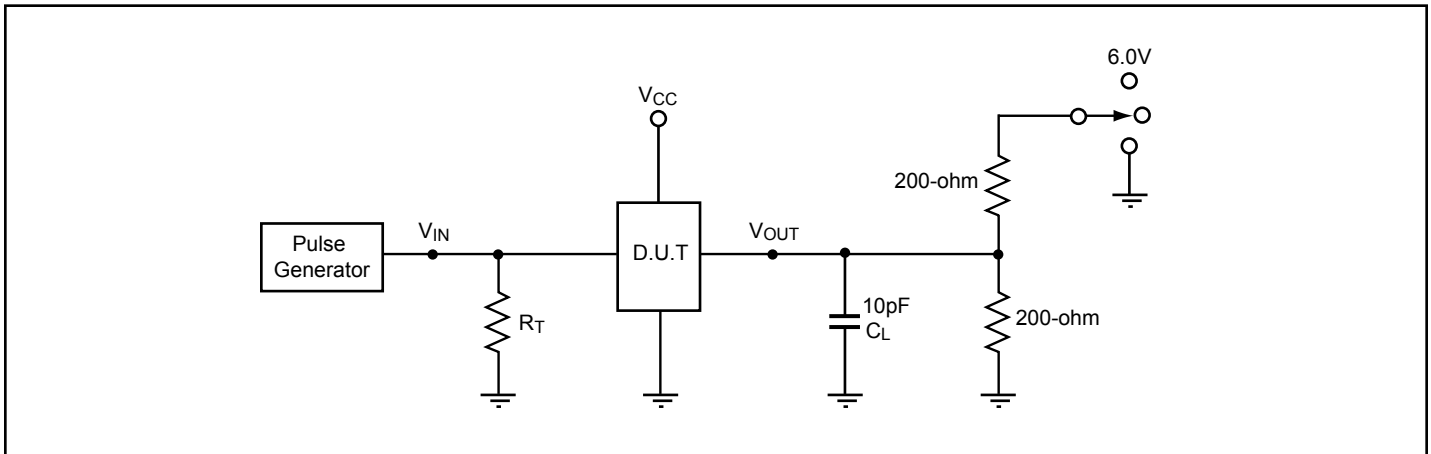 6.0V
VCC
200-ohm
Pulse
Generator
VIN
D.U.T
VOUT
RT
10pF
CL
200-ohm